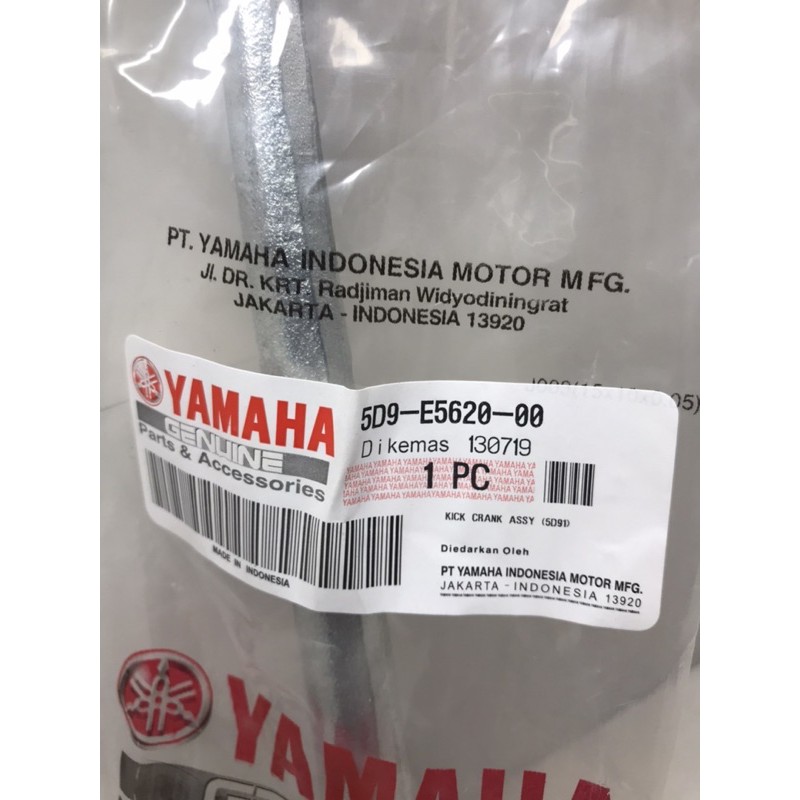 PT. YAMAHA INDONESIA MOTOR MFG.
Jl. DR. KRT. Radjiman Widyodiningrat
JAKARTA - INDONESIA 13920
YAMAHA
GENUINE
Parts & Accessories
5D9-E5620-00
Dikemas 130719
1 PC
KICK CRANK ASSY (5D91)
MADE IN INDONESIA
Diedarkan Oleh
PT YAMAHA INDONESIA MOTOR MFG.
JAKARTA - INDONESIA 13920
YAMAHA